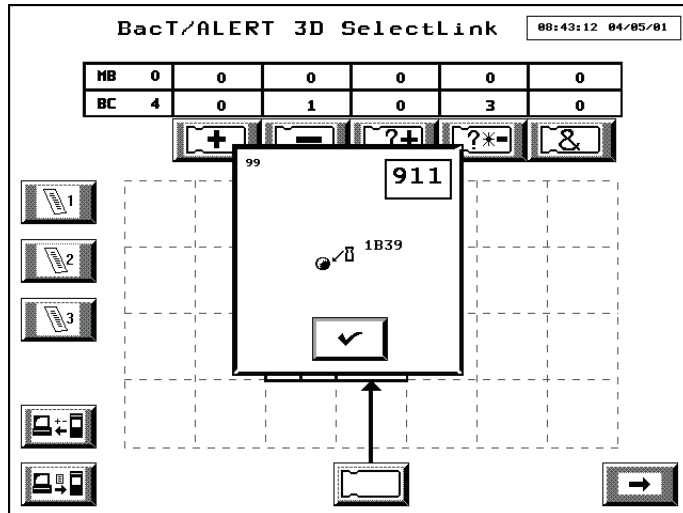 BacT/ALERT 3D SelectLink
08:43:12 04/05/01
MB 0 0 0 0 0 0
BC 4 0 1 0 3 0
+ − ?+ ?*- &
99
911
1B39
1
2
3
+-